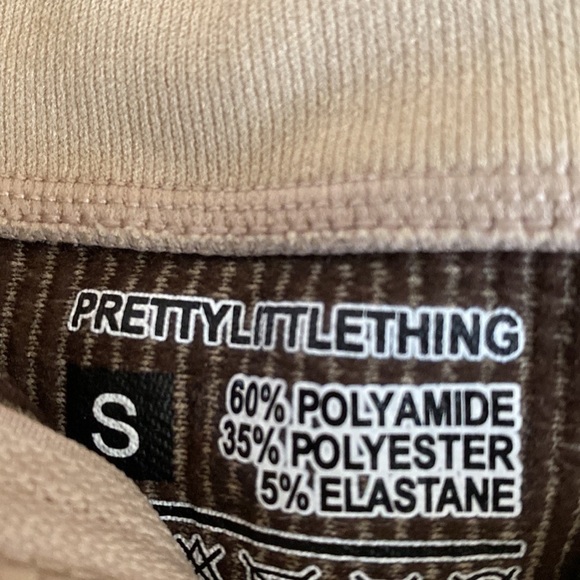 PRETTYLITTLETHING
S
60% POLYAMIDE
35% POLYESTER
5% ELASTANE